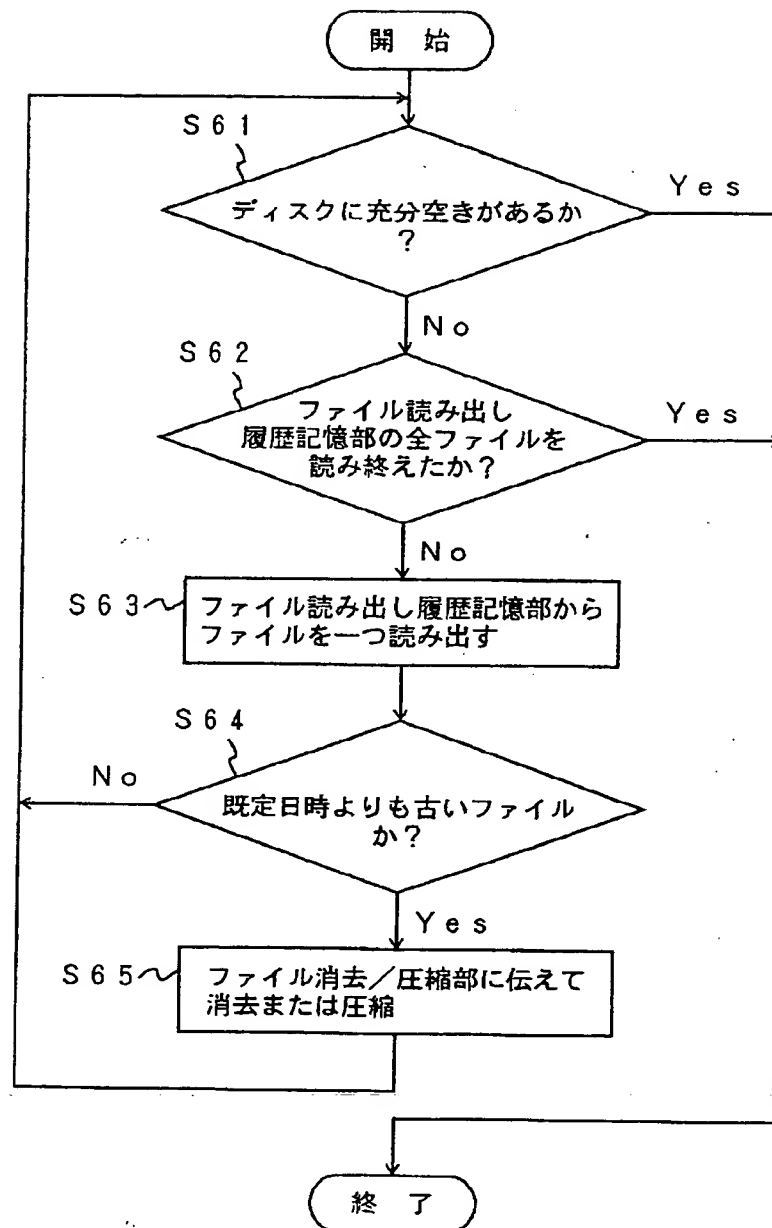 開 始
S61
Yes
ディスクに充分空きがあるか
?
No
S62
Yes
ファイル読み出し
履歴記憶部の全ファイルを
読み終えたか?
No
S63
ファイル読み出し履歴記憶部から
ファイルを一つ読み出す
S64
No
既定日時よりも古いファイル
か?
Yes
S65
ファイル消去/圧縮部に伝えて
消去または圧縮
終 了